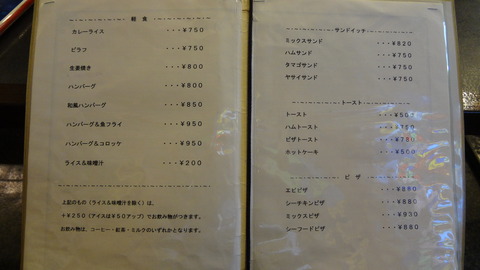 軽 食
カレーライス ・・・¥750
ピラフ ・・・¥750
生姜焼き ・・・¥800
ハンバーグ ・・・¥800
和風ハンバーグ ・・・¥850
ハンバーグ＆魚フライ ・・・¥950
ハンバーグ＆コロッケ ・・・¥950
ライス＆味噌汁 ・・・¥200
上記のもの（ライス＆味噌汁を除く）は、
＋¥250（アイスは¥50アップ）でお飲み物がつきます。
お飲み物は、コーヒー・紅茶・ミルクのいずれかとなります。
サンドイッチ
ミックスサンド ・・・¥820
ハムサンド ・・・¥750
タマゴサンド ・・・¥750
ヤサイサンド ・・・¥750
トースト
トースト ・・・¥550
ハムトースト
ピザトースト ・・・¥780
ホットケーキ ・・・¥500
ピ ザ
エビピザ ・・・¥880
シーチキンピザ ・・・¥880
ミックスピザ ・・・¥930
シーフードピザ ・・・¥880